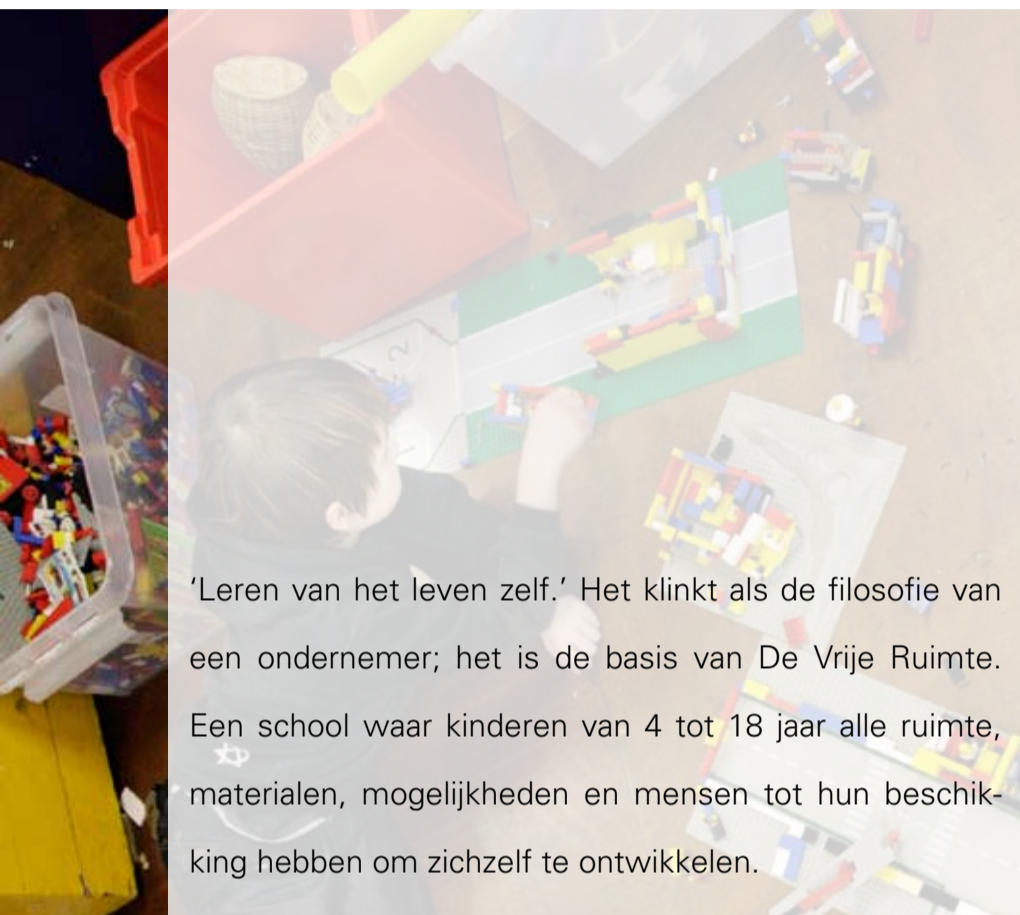 ‘Leren van het leven zelf.’ Het klinkt als de filosofie van
een ondernemer; het is de basis van De Vrije Ruimte.
Een school waar kinderen van 4 tot 18 jaar alle ruimte,
materialen, mogelijkheden en mensen tot hun beschik-
king hebben om zichzelf te ontwikkelen.